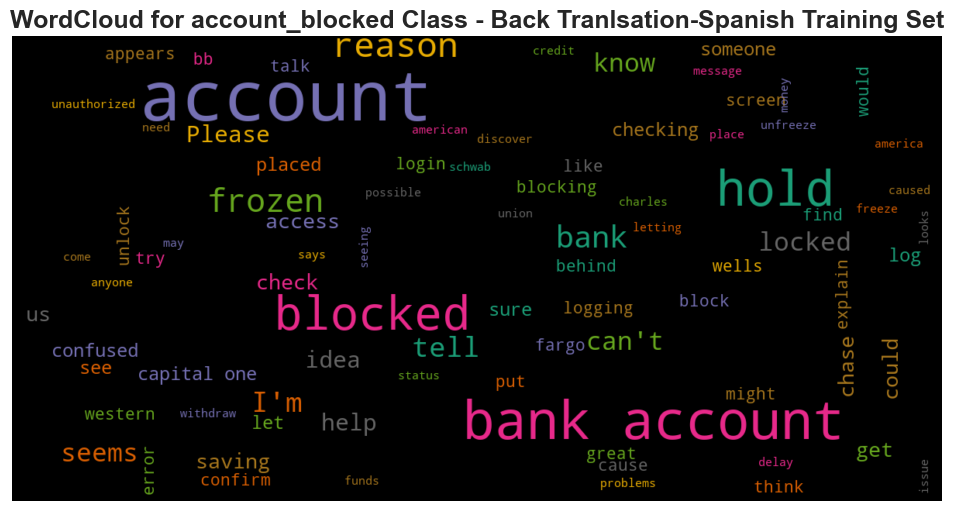 WordCloud for account_blocked Class - Back Tranlsation-Spanish Training Set
reason
credit
someone
appears
bb
talk
know
message
account
unauthorized
screen
money
would
need
Please
american
discover
checking
place
unfreeze
america
placed
login
schwab
like
hold
frozen
possible
blocking
charles
caused
access
union
letting
find
freeze
looks
unlock
may
seeing
bank
locked
come
try
says
behind
wells
log
anyone
check
explain
us
blocked
sure
logging
block
confused
tell
fargo
can't
see
capital one
idea
status
put
chase
could
might
western
withdraw
I'm
let
help
bank account
seems
error
saving
confirm
funds
great
cause
problems
delay
think
get
issue